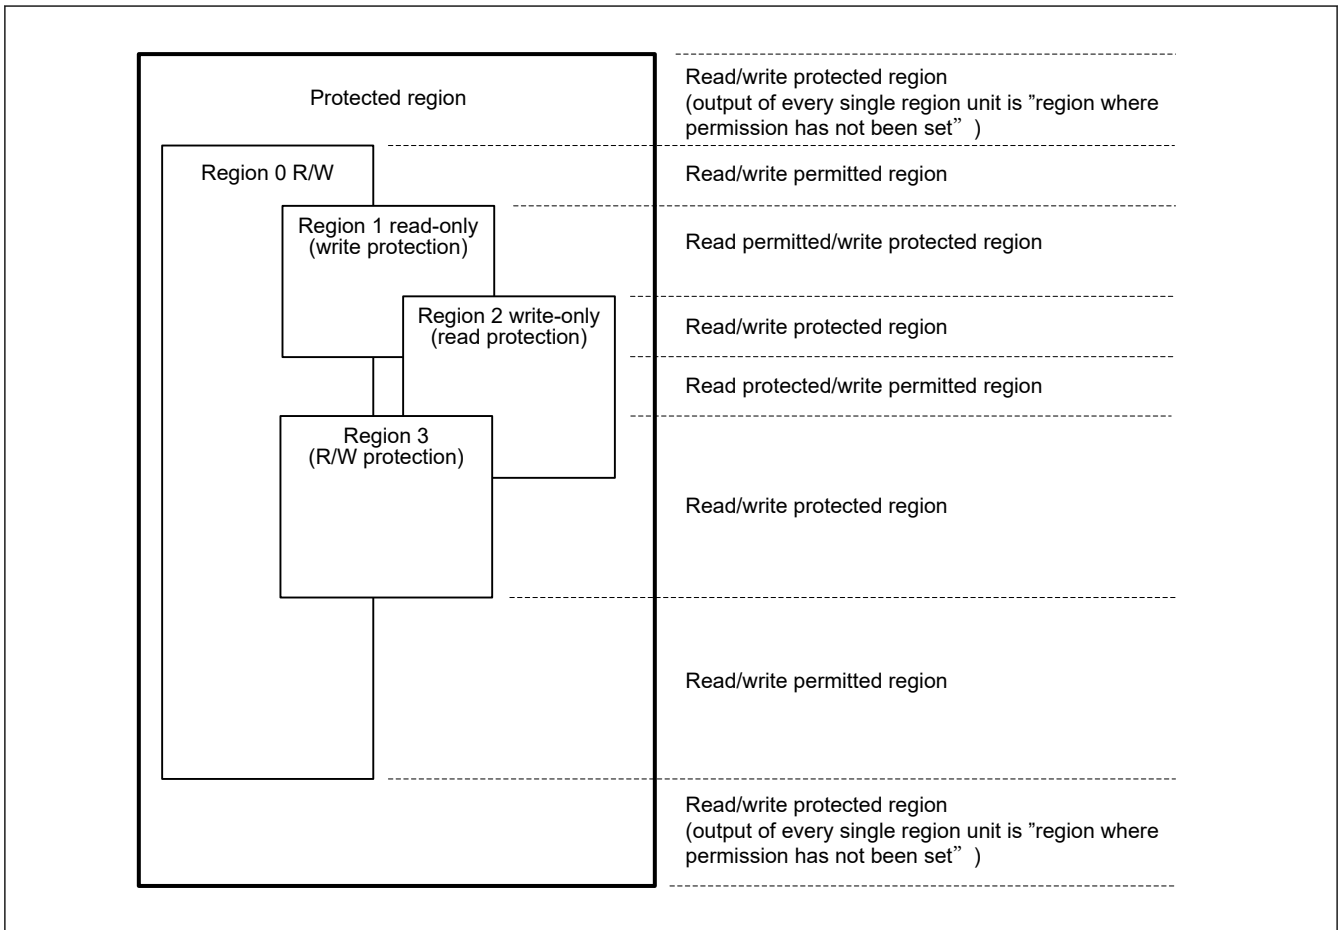 Protected region
Read/write protected region
(output of every single region unit is ”region where
permission has not been set” )
Region 0 R/W
Read/write permitted region
Region 1 read-only
(write protection)
Read permitted/write protected region
Region 2 write-only
(read protection)
Read/write protected region
Read protected/write permitted region
Region 3
(R/W protection)
Read/write protected region
Read/write permitted region
Read/write protected region
(output of every single region unit is ”region where
permission has not been set” )